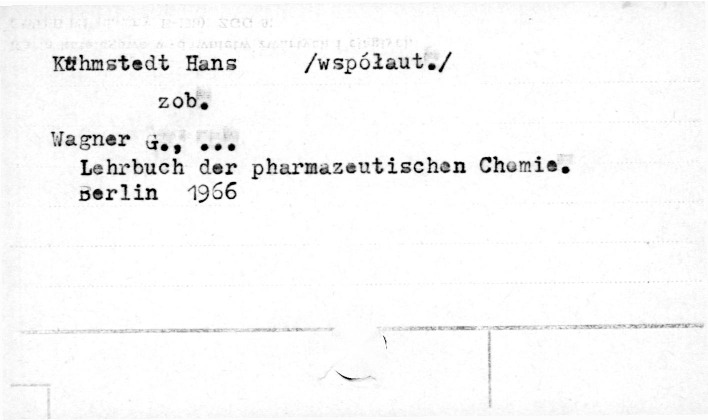 Kühmstedt Hans /współaut./
zob.
Wagner G., ...
Lehrbuch der pharmazeutischen Chemie.
Berlin 1966